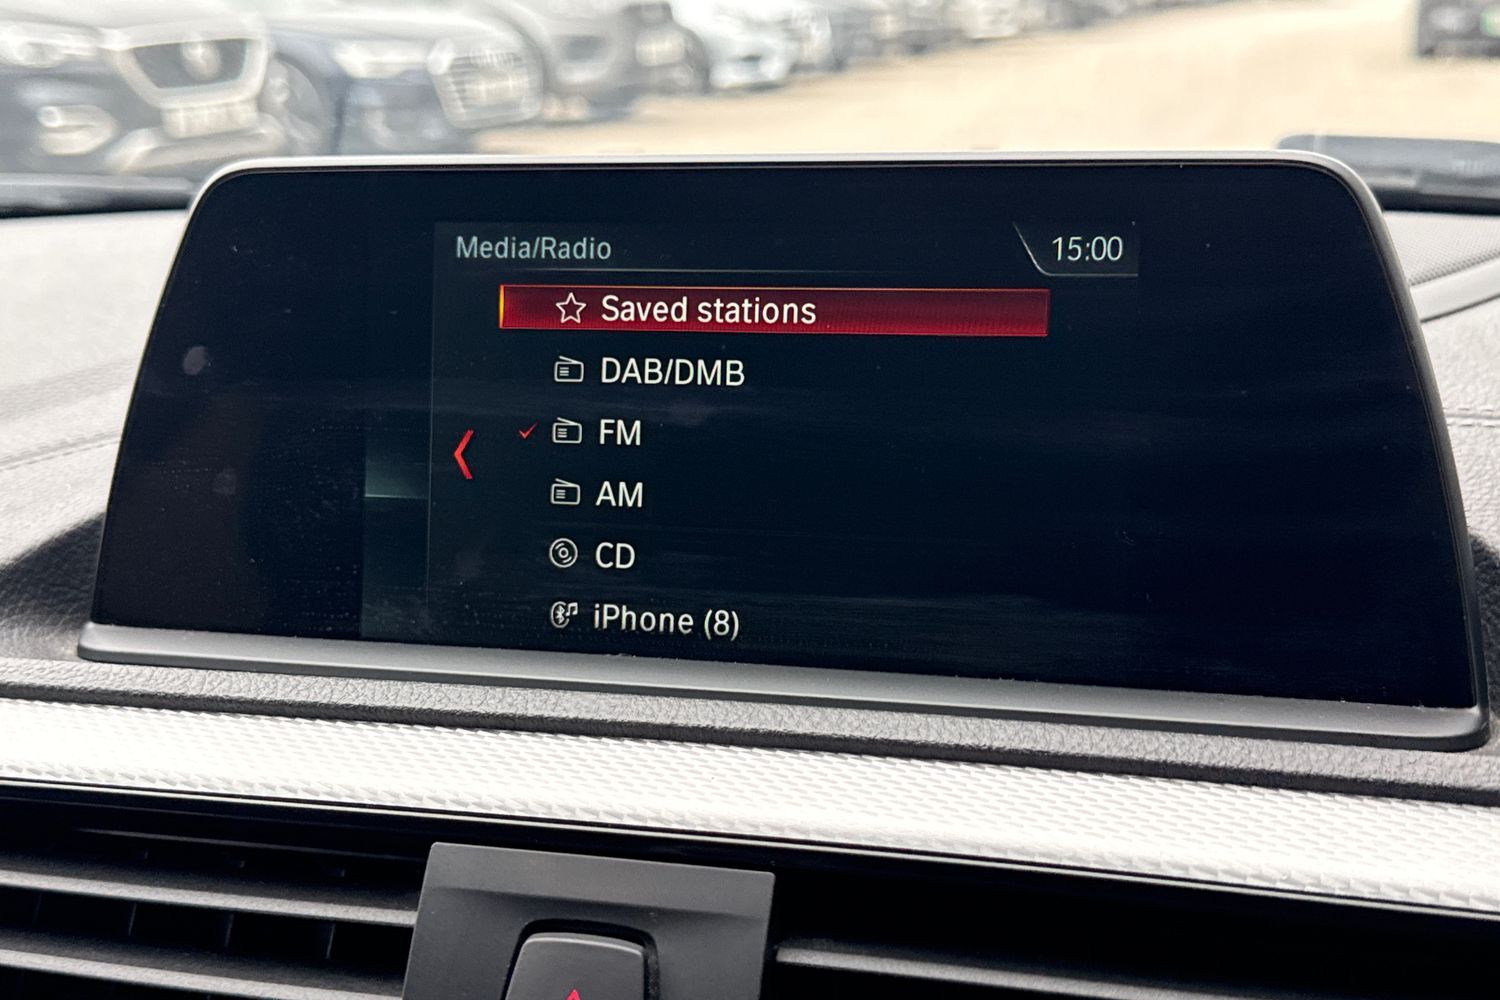 Media/Radio
15:00
Saved stations
DAB/DMB
FM
AM
CD
iPhone (8)